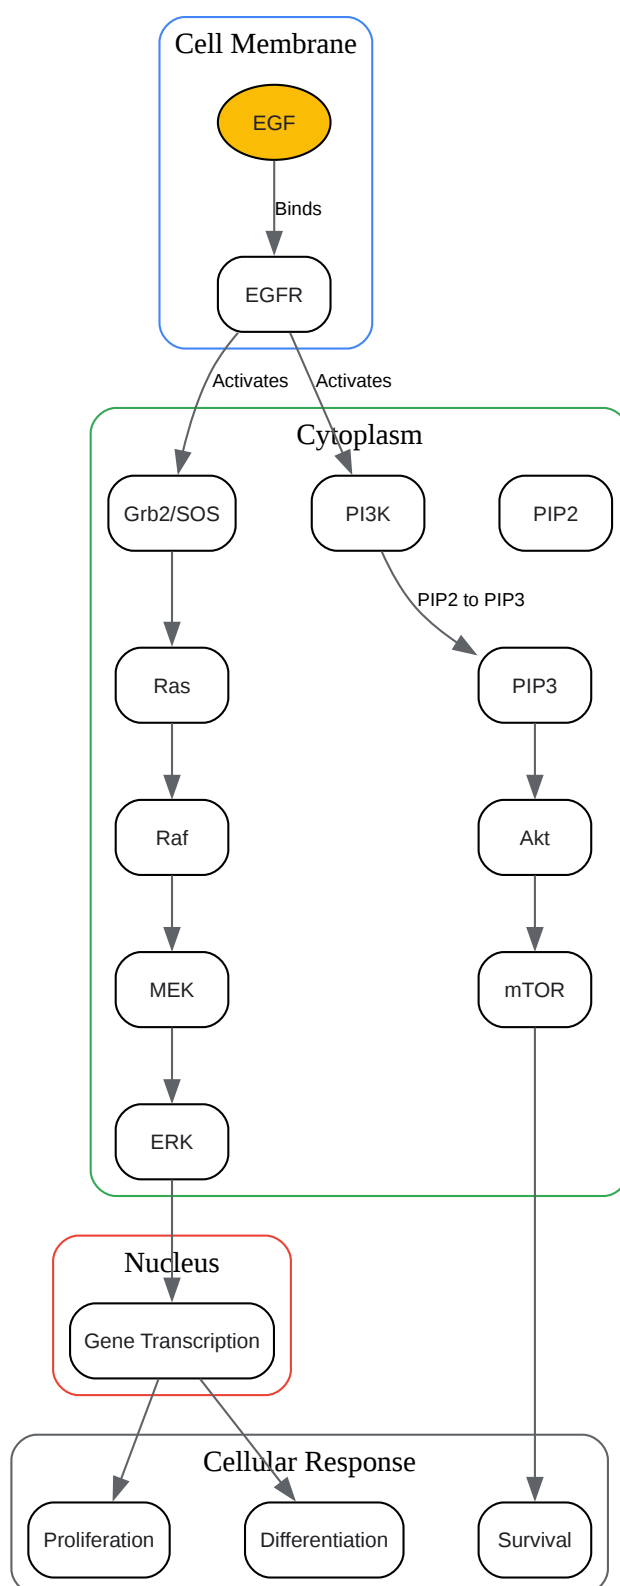 Cell Membrane
EGF
Binds
EGFR
Activates
Activates
Cytoplasm
Grb2/SOS
PI3K
PIP2
PIP2 to PIP3
Ras
PIP3
Raf
Akt
MEK
mTOR
ERK
Nucleus
Gene Transcription
Cellular Response
Proliferation
Differentiation
Survival